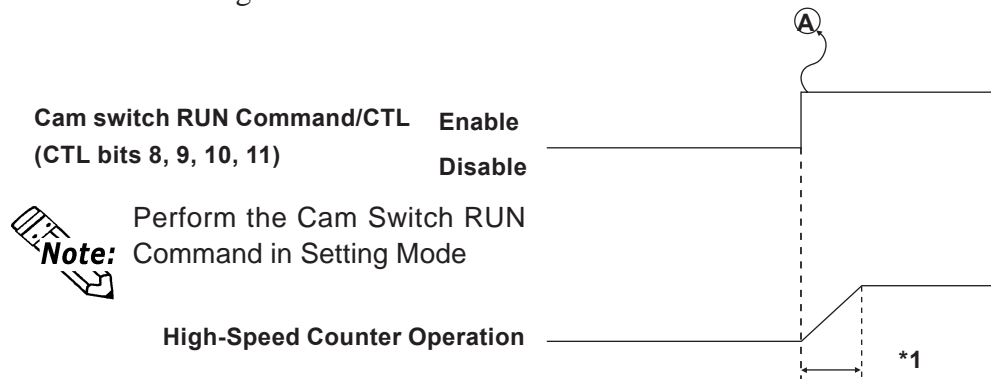 A
Cam switch RUN Command/CTL
(CTL bits 8, 9, 10, 11)
Enable
Disable
Perform the Cam Switch RUN
Note: Command in Setting Mode
High-Speed Counter Operation
*1